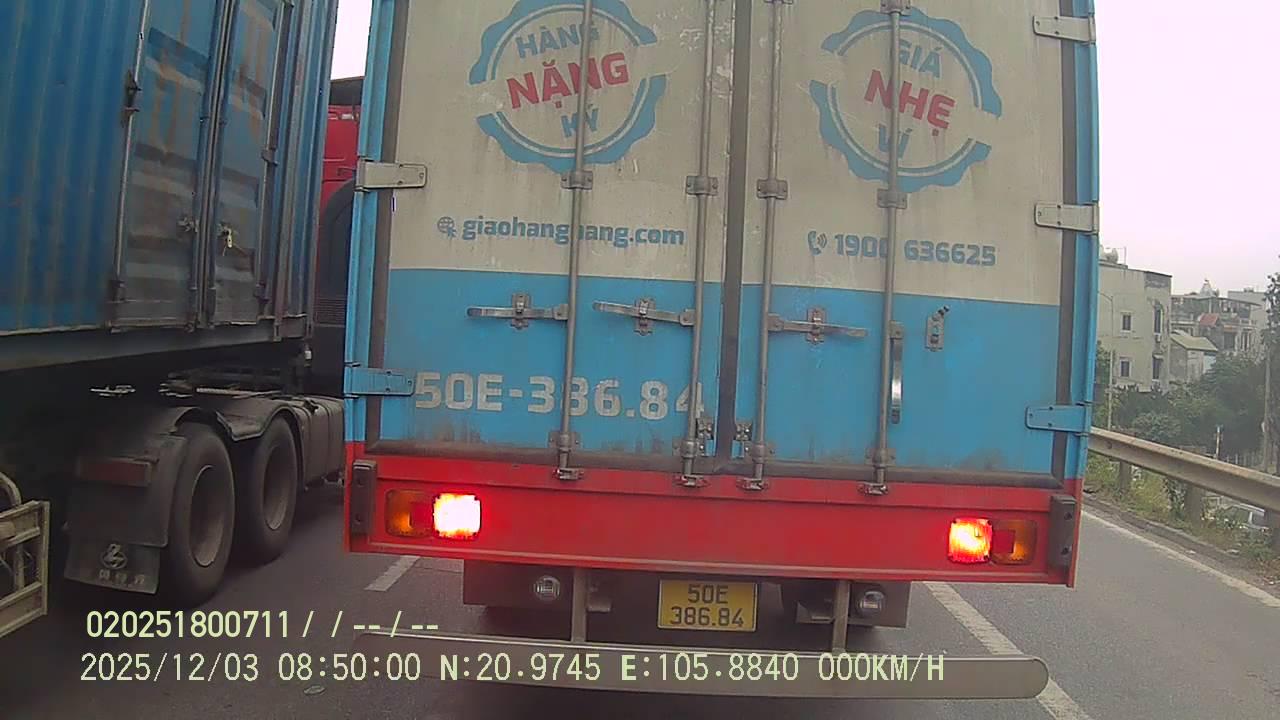 HÀNG
NẶNG
KÝ
GIÁ
NHẸ
VÍ
giaohangnang.com
1900 636625
50E-386.84
50E
386.84
020251800711 / / -- / --
2025/12/03 08:50:00 N:20.9745 E:105.8840 000KM/H